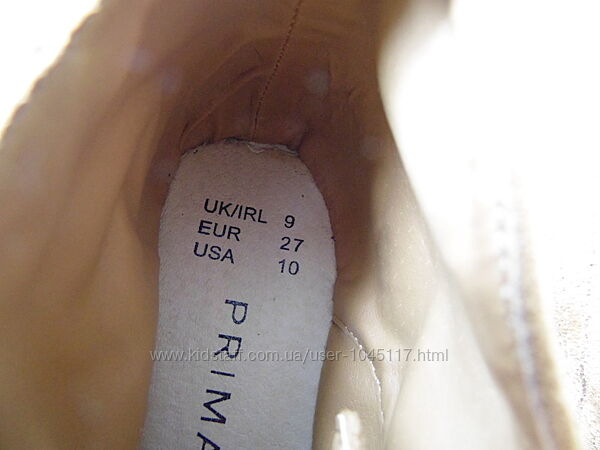 UK/IRL 9
EUR 27
USA 10
PRIMA
www.kidstaff.com.ua/user-1045117.html